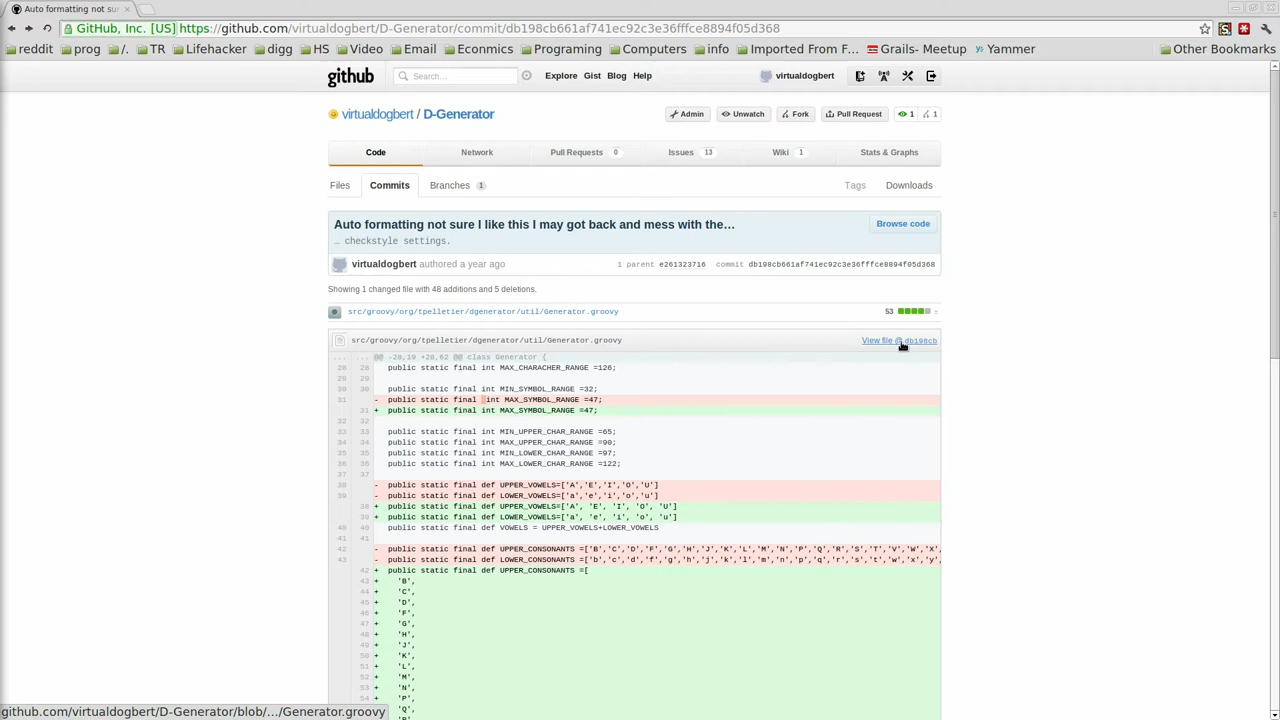 Auto formatting not sur
GitHub, Inc. [US] https://github.com/virtualdogbert/D-Generator/commit/db198cb661af741ec92c3e36fffce8894f05d368
reddit prog /. TR Lifehacker digg HS Video Email Econmics Programing Computers info Imported From F... Grails- Meetup Yammer Other Bookmarks
github Search... Explore Gist Blog Help virtualdogbert
virtualdogbert / D-Generator Admin Unwatch Fork Pull Request 1 1
Code Network Pull Requests 0 Issues 13 Wiki 1 Stats & Graphs
Files Commits Branches 1 Tags Downloads
Auto formatting not sure I like this I may got back and mess with the… Browse code
… checkstyle settings.
virtualdogbert authored a year ago 1 parent e261323716 commit db198cb661af741ec92c3e36fffce8894f05d368
Showing 1 changed file with 48 additions and 5 deletions.
src/groovy/org/tpelletier/dgenerator/util/Generator.groovy 53
src/groovy/org/tpelletier/dgenerator/util/Generator.groovy View file @ db198cb
... ... @@ -28,19 +28,62 @@ class Generator {
28 28 public static final int MAX_CHARACHER_RANGE =126;
29 29
30 30 public static final int MIN_SYMBOL_RANGE =32;
31 - public static final  int MAX_SYMBOL_RANGE =47;
31 + public static final int MAX_SYMBOL_RANGE =47;
32 32
33 33 public static final int MIN_UPPER_CHAR_RANGE =65;
34 34 public static final int MAX_UPPER_CHAR_RANGE =90;
35 35 public static final int MIN_LOWER_CHAR_RANGE =97;
36 36 public static final int MAX_LOWER_CHAR_RANGE =122;
37 37
38 - public static final def UPPER_VOWELS=['A','E','I','O','U']
39 - public static final def LOWER_VOWELS=['a','e','i','o','u']
38 + public static final def UPPER_VOWELS=['A', 'E', 'I', 'O', 'U']
39 + public static final def LOWER_VOWELS=['a', 'e', 'i', 'o', 'u']
40 40 public static final def VOWELS = UPPER_VOWELS+LOWER_VOWELS
41 41
42 - public static final def UPPER_CONSONANTS =['B','C','D','F','G','H','J','K','L','M','N','P','Q','R','S','T','V','W','X',
43 - public static final def LOWER_CONSONANTS =['b','c','d','f','g','h','j','k','l','m','n','p','q','r','s','t','v','w','x','y,
42 + public static final def UPPER_CONSONANTS =[
43 + 'B',
44 + 'C',
45 + 'D',
46 + 'F',
47 + 'G',
48 + 'H',
49 + 'J',
50 + 'K',
51 + 'L',
52 + 'M',
53 + 'N',
54 + 'P',
'Q',
github.com/virtualdogbert/D-Generator/blob/…/Generator.groovy